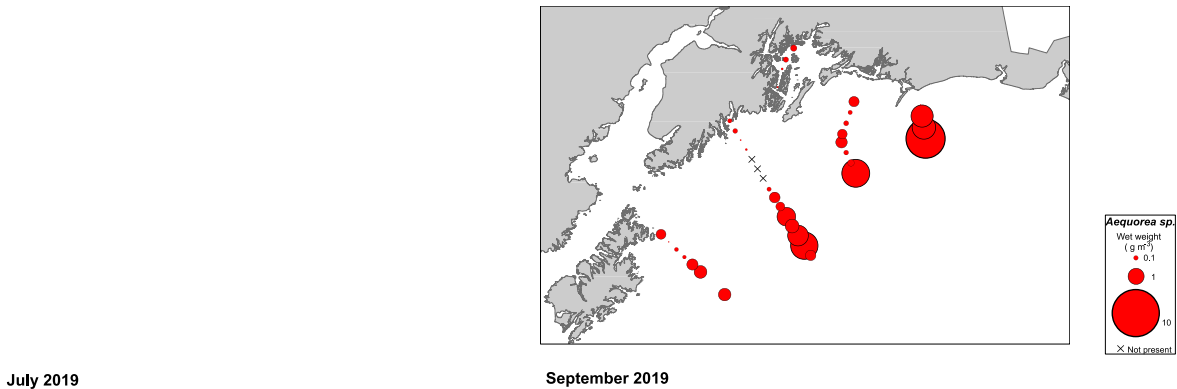 Aequorea sp.
Wet weight
( g m⁻³)
0.1
1
10
× Not present
July 2019
September 2019